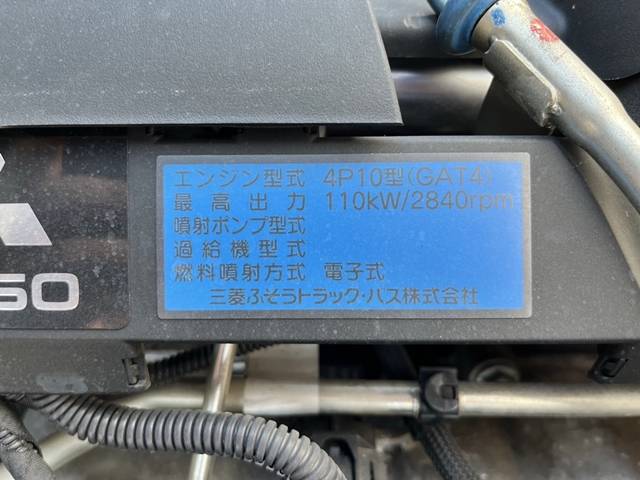 エンジン型式 4P10型(GAT4)
最高出力 110kW/2840rpm
噴射ポンプ型式
過給機型式
燃料噴射方式 電子式
三菱ふそうトラック・バス株式会社
50